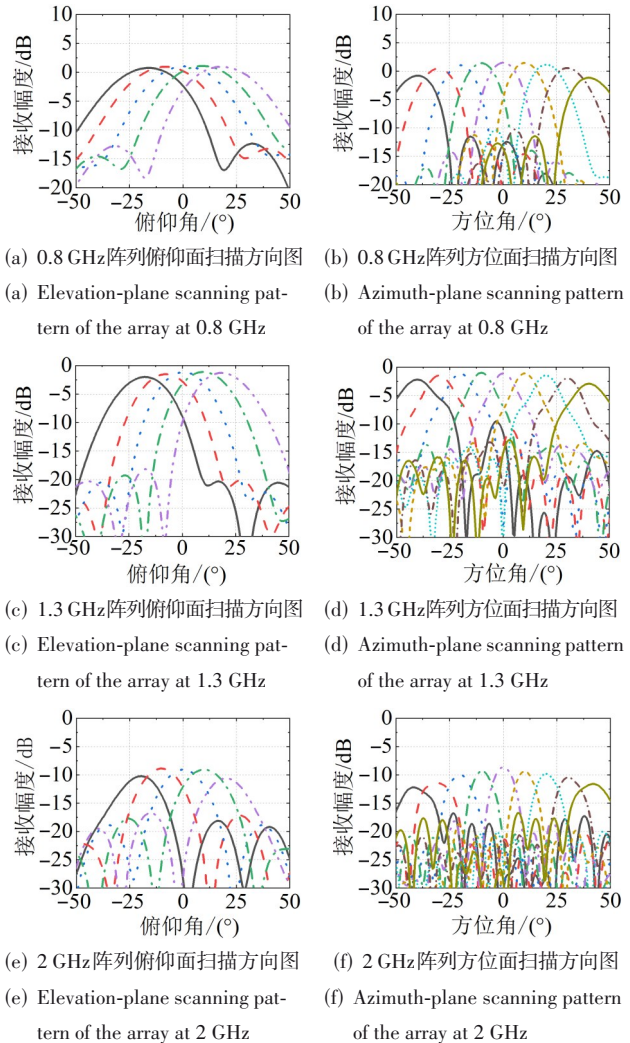 10
5
0
−5
−10
−15
−20
接收幅度/dB
−50 −25 0 25 50
俯仰角/(°)
10
5
0
−5
−10
−15
−20
接收幅度/dB
−50 −25 0 25 50
方位角/(°)
(a) 0.8 GHz阵列俯仰面扫描方向图
(a) Elevation-plane scanning pat-
tern of the array at 0.8 GHz
(b) 0.8 GHz阵列方位面扫描方向图
(b) Azimuth-plane scanning pattern
of the array at 0.8 GHz
0
−5
−10
−15
−20
−25
−30
接收幅度/dB
−50 −25 0 25 50
俯仰角/(°)
0
−5
−10
−15
−20
−25
−30
接收幅度/dB
−50 −25 0 25 50
方位角/(°)
(c) 1.3 GHz阵列俯仰面扫描方向图
(c) Elevation-plane scanning pat-
tern of the array at 1.3 GHz
(d) 1.3 GHz阵列方位面扫描方向图
(d) Azimuth-plane scanning pattern
of the array at 1.3 GHz
0
−5
−10
−15
−20
−25
−30
接收幅度/dB
−50 −25 0 25 50
俯仰角/(°)
0
−5
−10
−15
−20
−25
−30
接收幅度/dB
−50 −25 0 25 50
方位角/(°)
(e) 2 GHz阵列俯仰面扫描方向图
(e) Elevation-plane scanning pat-
tern of the array at 2 GHz
(f) 2 GHz阵列方位面扫描方向图
(f) Azimuth-plane scanning pattern
of the array at 2 GHz